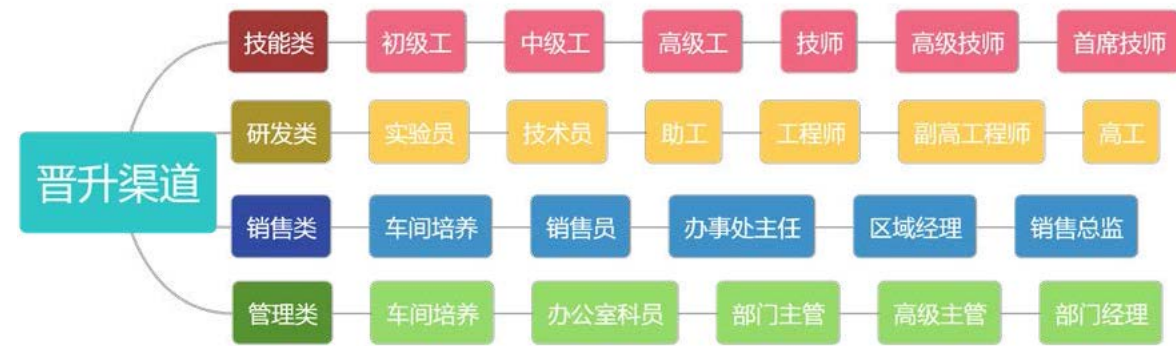 晋升渠道
技能类 初级工 中级工 高级工 技师 高级技师 首席技师
研发类 实验员 技术员 助工 工程师 副高工程师 高工
销售类 车间培养 销售员 办事处主任 区域经理 销售总监
管理类 车间培养 办公室科员 部门主管 高级主管 部门经理